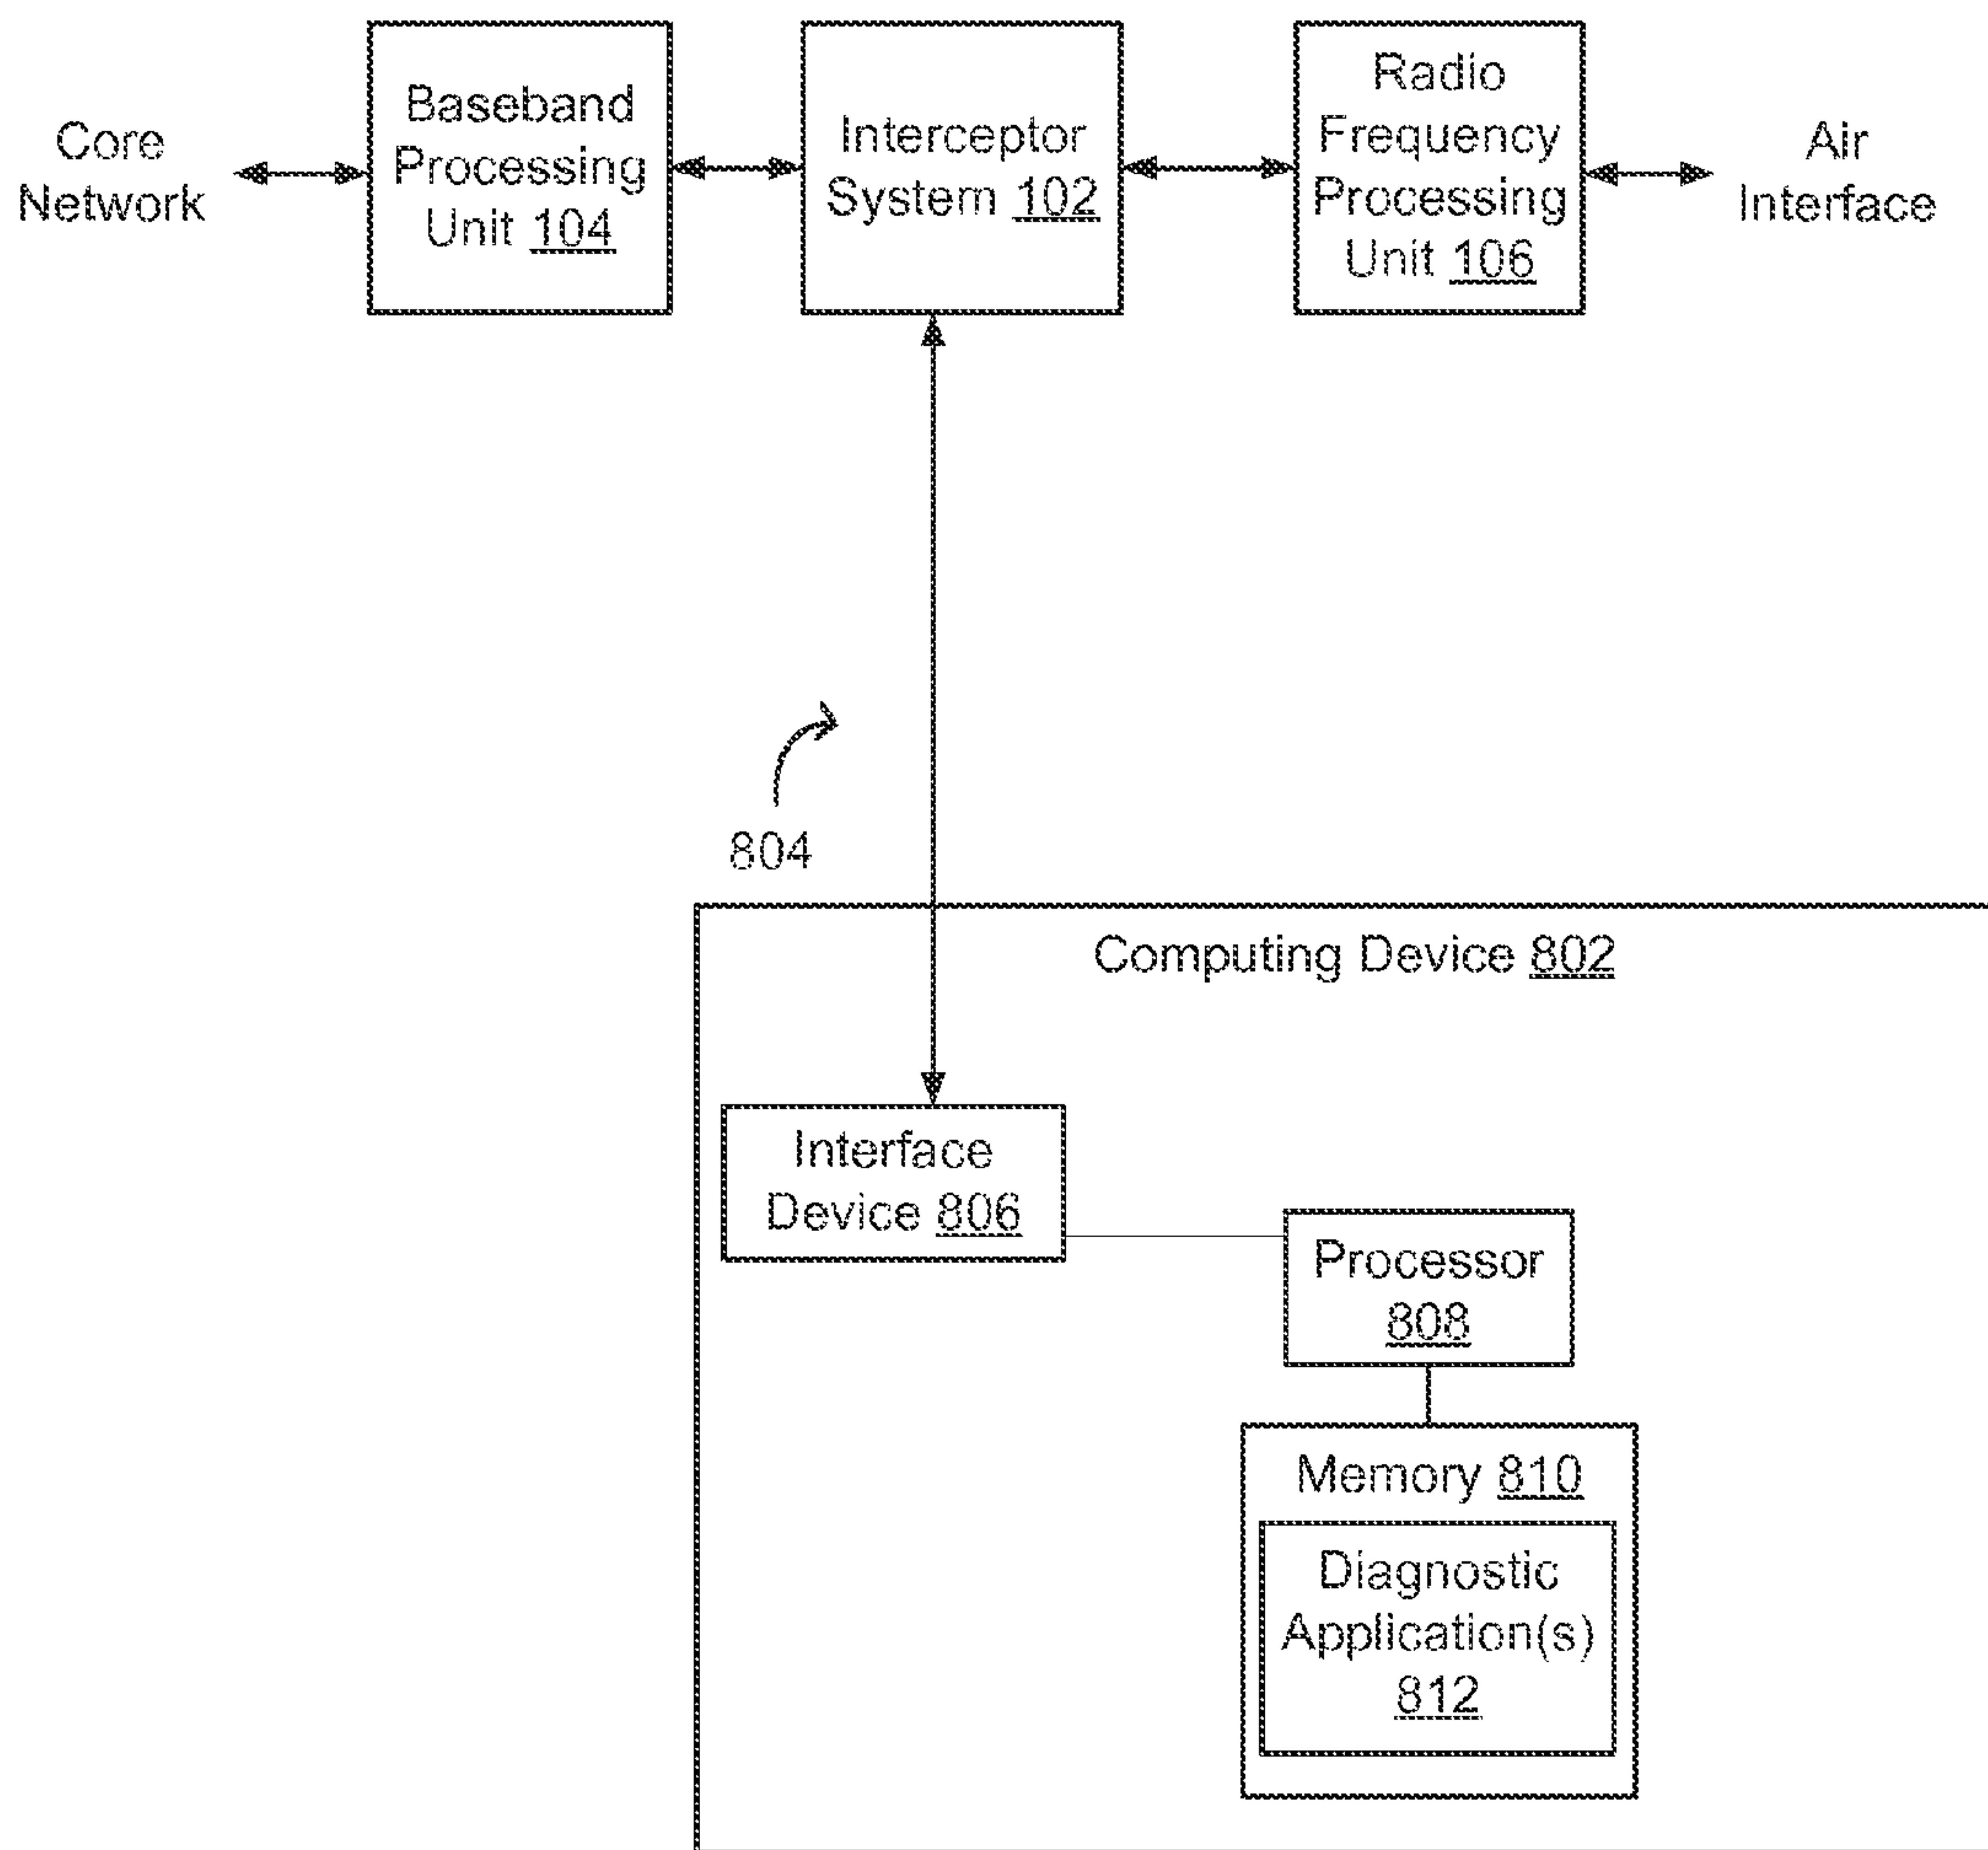 Core
Network
Baseband
Processing
Unit 104
Interceptor
System 102
Radio
Frequency
Processing
Unit 106
Air
Interface
804
Computing Device 802
Interface
Device 806
Processor
808
Memory 810
Diagnostic
Application(s)
812